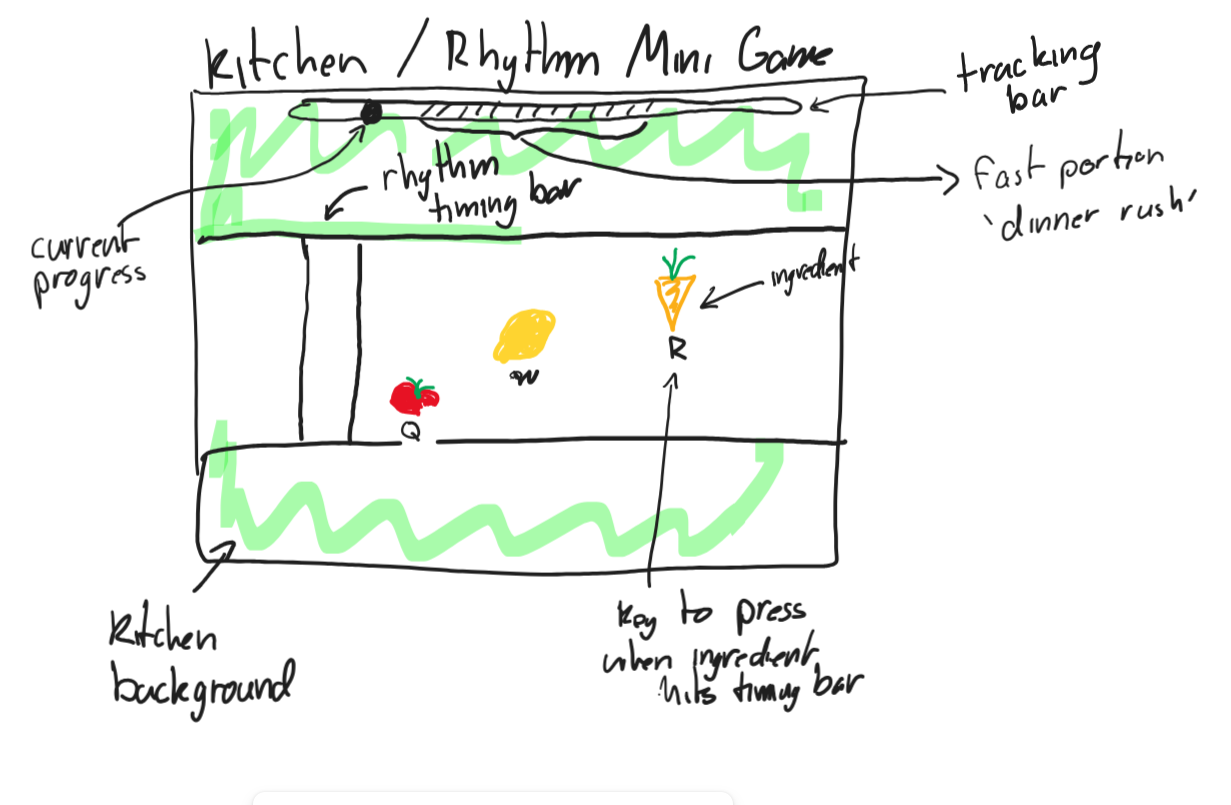 Kitchen / Rhythm Mini Game
tracking
bar
rhythm
timing bar
fast portion
'dinner rush'
current
progress
ingredient
R
W
Q
Kitchen
background
key to press
when ingredient
hits timing bar